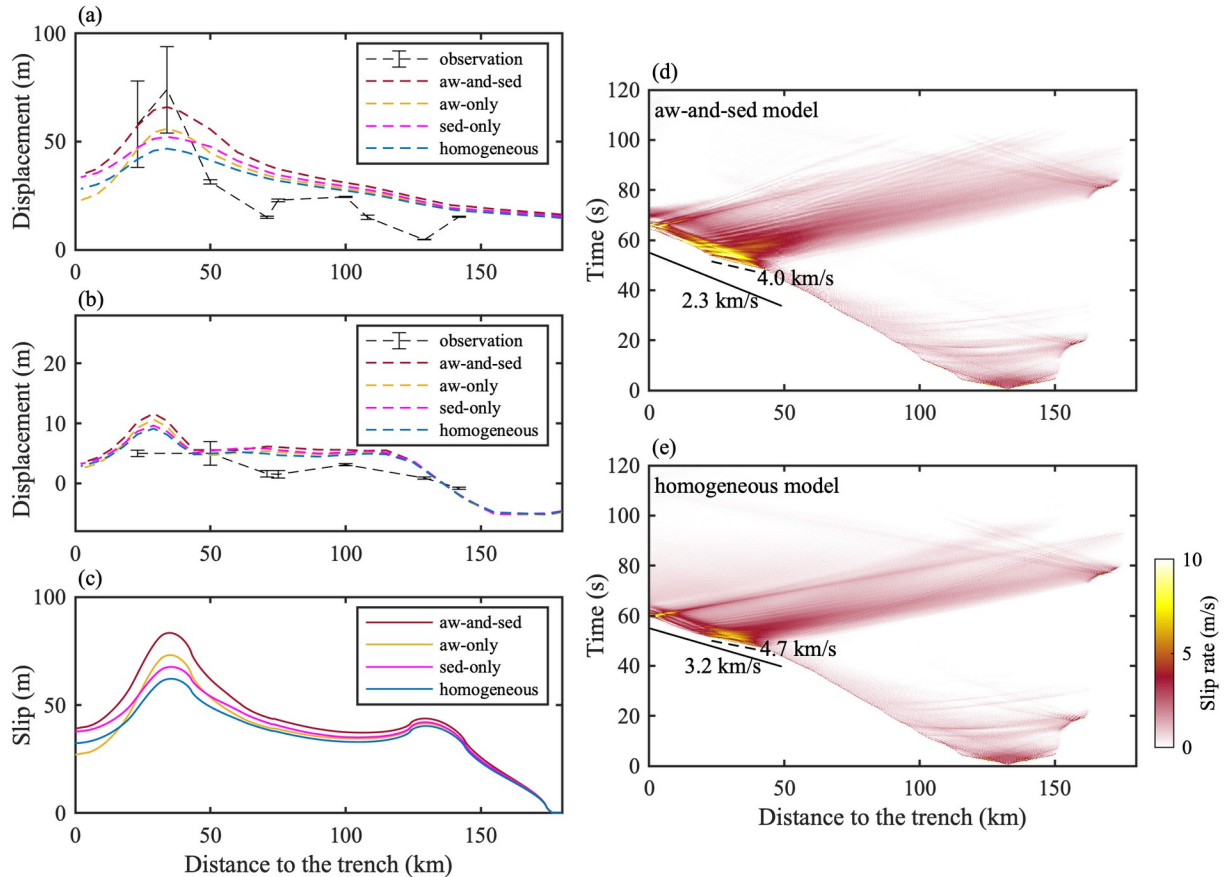 (a)
100
50
0
Displacement (m)
observation
aw-and-sed
aw-only
sed-only
homogeneous
0 50 100 150
(b)
20
10
0
Displacement (m)
observation
aw-and-sed
aw-only
sed-only
homogeneous
0 50 100 150
(c)
100
50
0
Slip (m)
aw-and-sed
aw-only
sed-only
homogeneous
0 50 100 150
Distance to the trench (km)
(d)
120
100
80
60
40
20
0
Time (s)
aw-and-sed model
4.0 km/s
2.3 km/s
0 50 100 150
(e)
120
100
80
60
40
20
0
Time (s)
homogeneous model
4.7 km/s
3.2 km/s
0 50 100 150
Distance to the trench (km)
10
5
0
Slip rate (m/s)